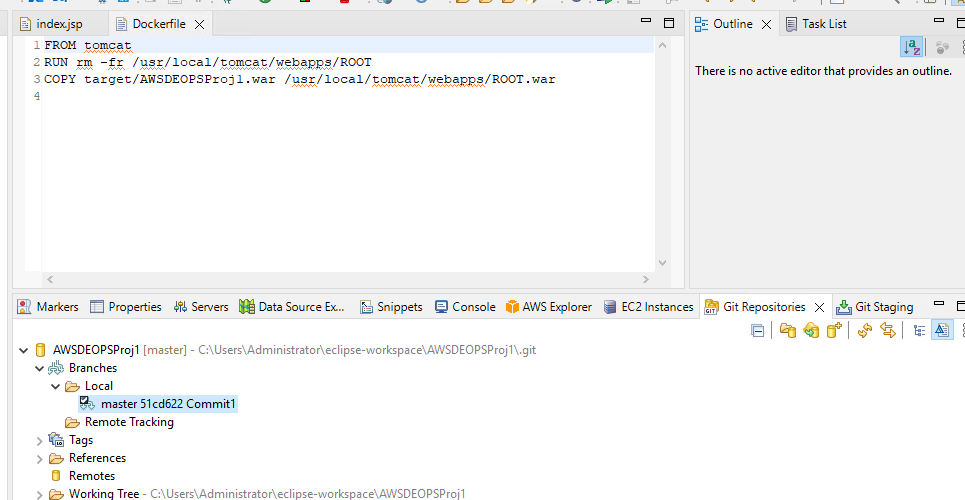 index.jsp
Dockerfile
Outline
Task List
1 FROM tomcat
2 RUN rm -fr /usr/local/tomcat/webapps/ROOT
3 COPY target/AWSDEOPSProj1.war /usr/local/tomcat/webapps/ROOT.war
4
There is no active editor that provides an outline.
Markers Properties Servers Data Source Ex... Snippets Console AWS Explorer EC2 Instances Git Repositories Git Staging
AWSDEOPSProj1 [master] - C:\Users\Administrator\eclipse-workspace\AWSDEOPSProj1\.git
Branches
Local
master 51cd622 Commit1
Remote Tracking
Tags
References
Remotes
Working Tree - C:\Users\Administrator\eclipse-workspace\AWSDEOPSProj1